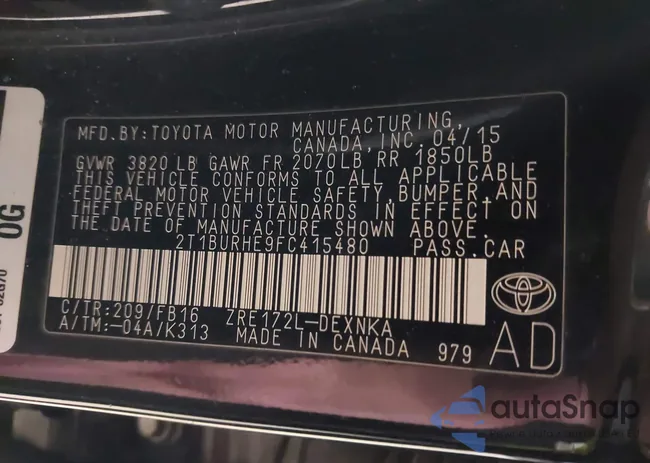 MFD.BY:TOYOTA MOTOR MANUFACTURING,
CANADA,INC. 04/15
GVWR 3820 LB GAWR FR 2070LB,RR 1850LB
THIS VEHICLE CONFORMS TO ALL APPLICABLE
FEDERAL MOTOR VEHICLE SAFETY,BUMPER,AND
THEFT PREVENTION STANDARDS IN EFFECT ON
THE DATE OF MANUFACTURE SHOWN ABOVE.
2T1BURHE9FC415480 PASS.CAR
C/TR:209/FB16 ZRE172L-DEXNKA
A/TM:-04A/K313 MADE IN CANADA 979 AD
OG
autoSnap